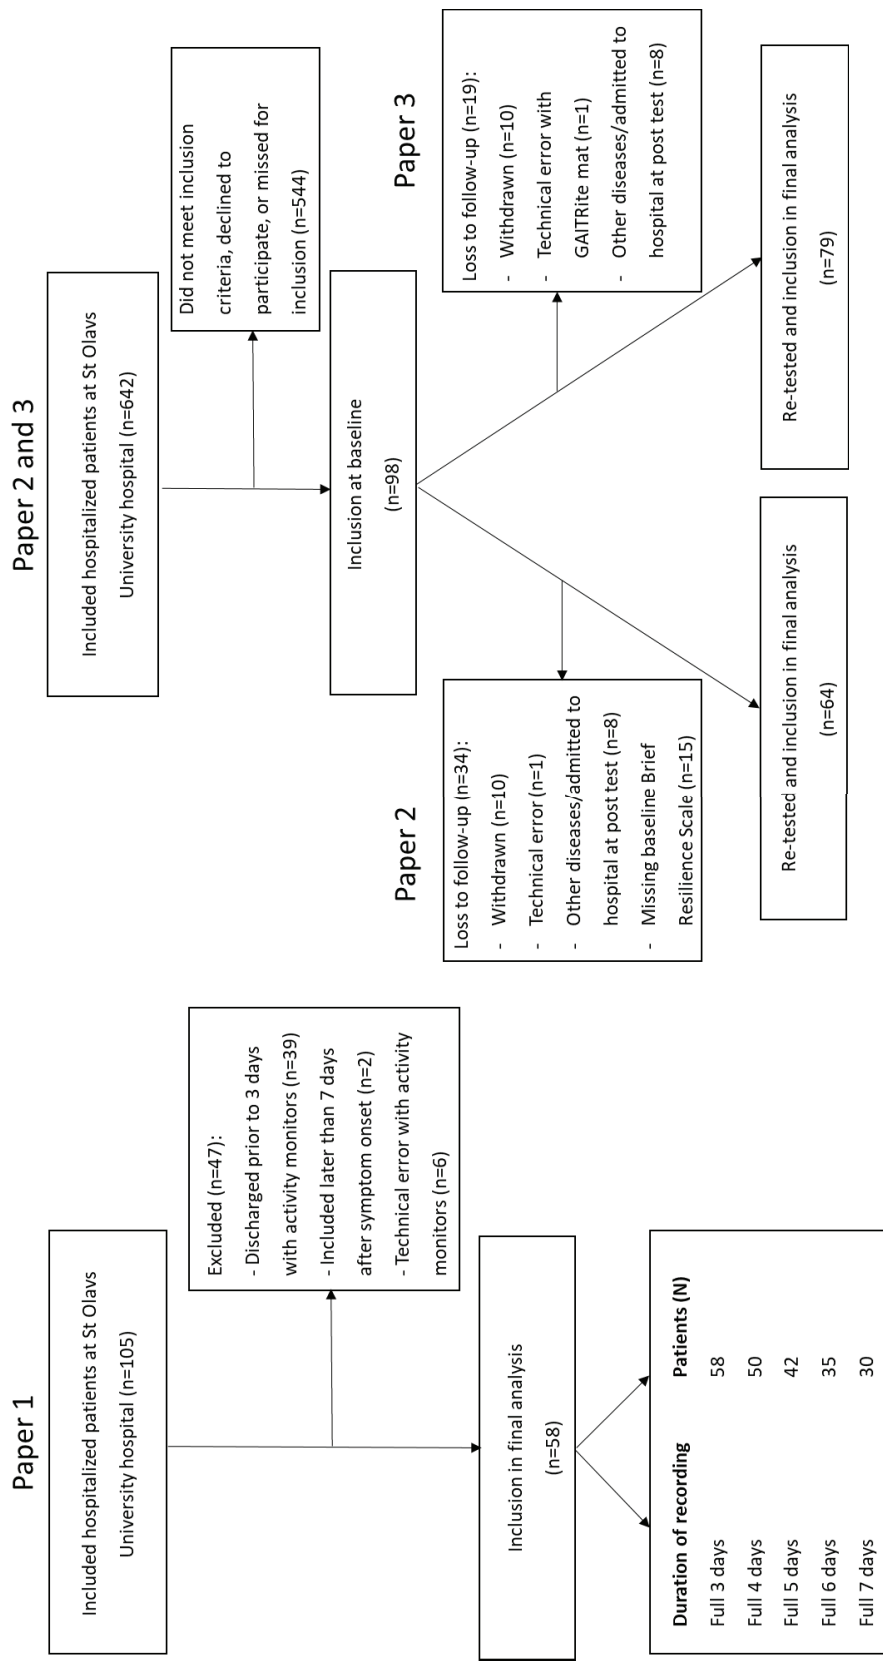 Paper 1
Included hospitalized patients at St Olavs
University hospital (n=105)
Excluded (n=47):
- Discharged prior to 3 days
with activity monitors (n=39)
- Included later than 7 days
after symptom onset (n=2)
- Technical error with activity
monitors (n=6)
Inclusion in final analysis
(n=58)
Duration of recording Patients (N)
Full 3 days 58
Full 4 days 50
Full 5 days 42
Full 6 days 35
Full 7 days 30
Paper 2 and 3
Included hospitalized patients at St Olavs
University hospital (n=642)
Did not meet inclusion
criteria, declined to
participate, or missed for
inclusion (n=544)
Inclusion at baseline
(n=98)
Paper 2
Loss to follow-up (n=34):
- Withdrawn (n=10)
- Technical error (n=1)
- Other diseases/admitted to
hospital at post test (n=8)
- Missing baseline Brief
Resilience Scale (n=15)
Re-tested and inclusion in final analysis
(n=64)
Paper 3
Loss to follow-up (n=19):
- Withdrawn (n=10)
- Technical error with
GAITRite mat (n=1)
- Other diseases/admitted to
hospital at post test (n=8)
Re-tested and inclusion in final analysis
(n=79)